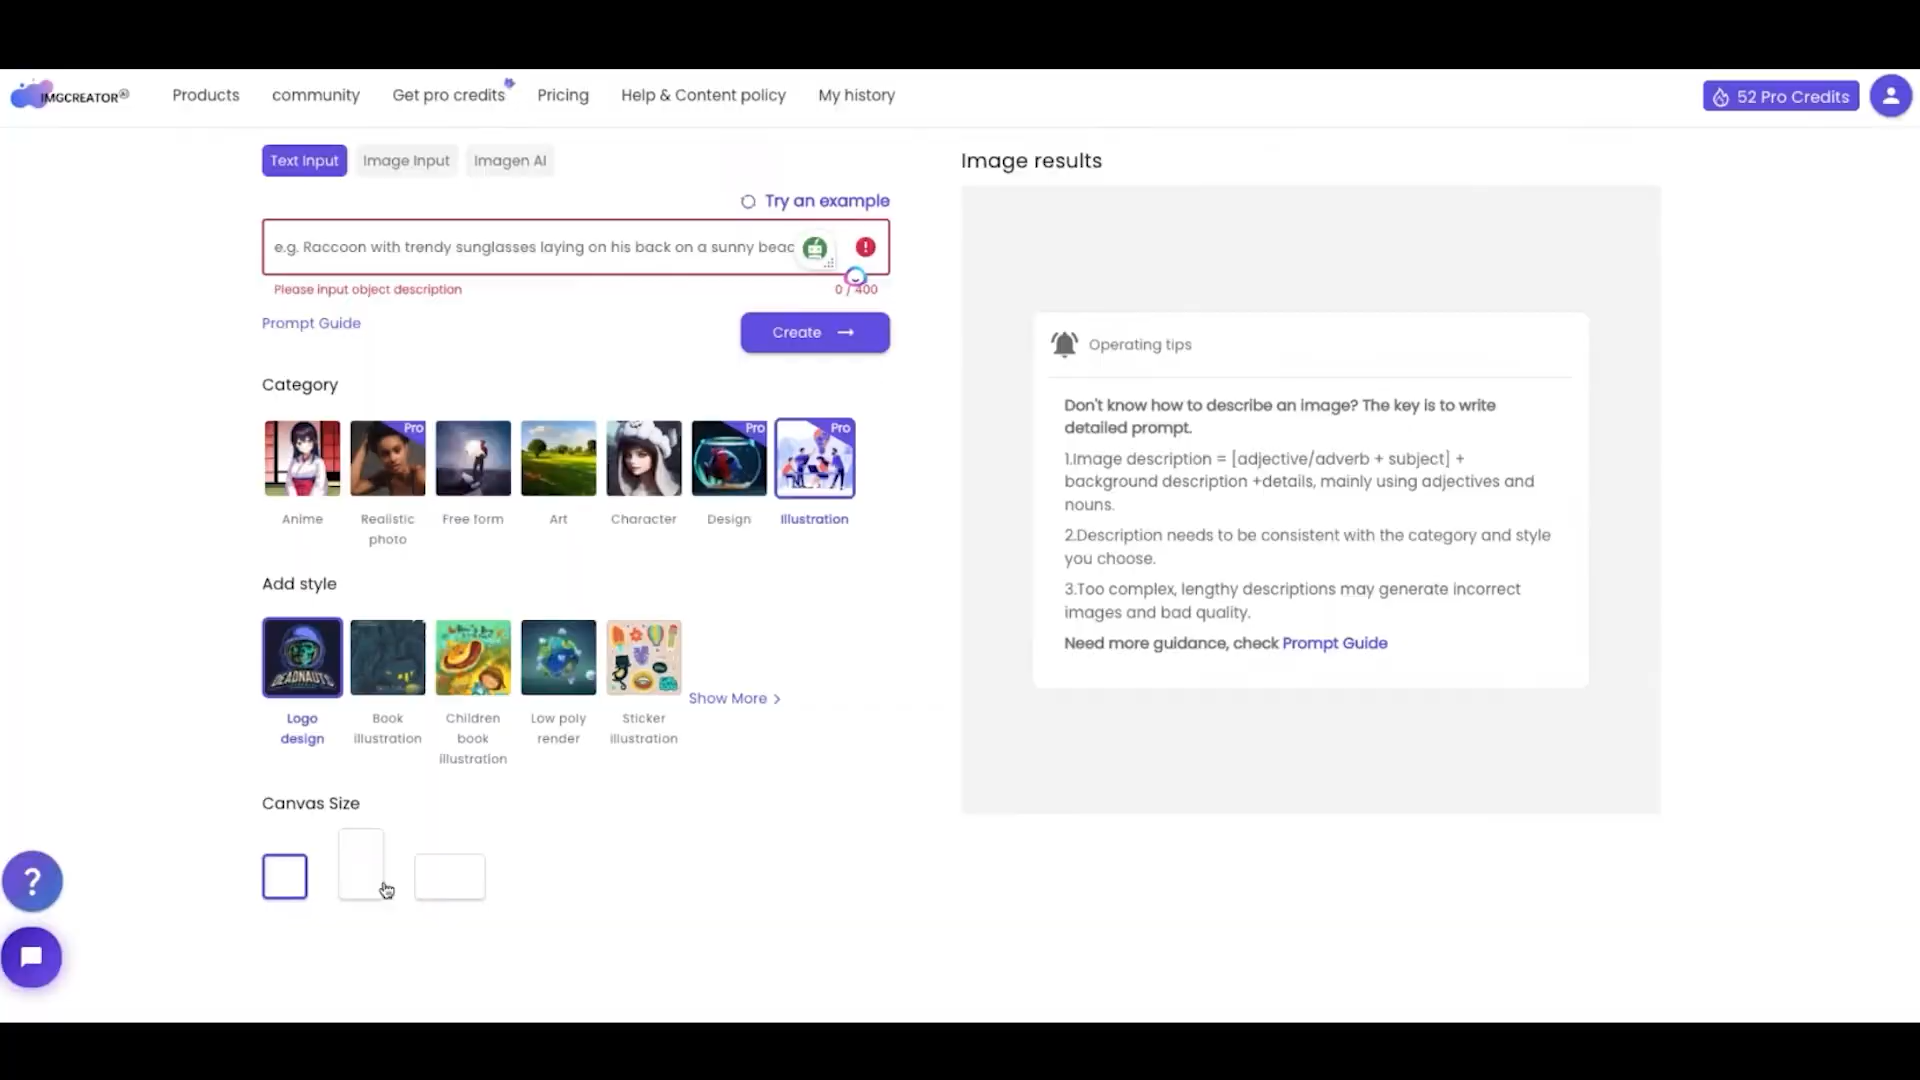 IMGCREATOR AI
Products
community
Get pro credits
Pricing
Help & Content policy
My history
52 Pro Credits
Text Input
Image Input
Imagen AI
Try an example
e.g. Raccoon with trendy sunglasses laying on his back on a sunny beac
Please input object description
0 / 400
Prompt Guide
Create
Category
Pro
Pro
Pro
Anime
Realistic
photo
Free form
Art
Character
Design
Illustration
Add style
DEADNAUTS
Logo
design
Book
illustration
Children
book
illustration
Low poly
render
Sticker
illustration
Show More
Canvas Size
?
Image results
Operating tips
Don't know how to describe an image? The key is to write
detailed prompt.
1.Image description = [adjective/adverb + subject] +
background description +details, mainly using adjectives and
nouns.
2.Description needs to be consistent with the category and style
you choose.
3.Too complex, lengthy descriptions may generate incorrect
images and bad quality.
Need more guidance, check Prompt Guide